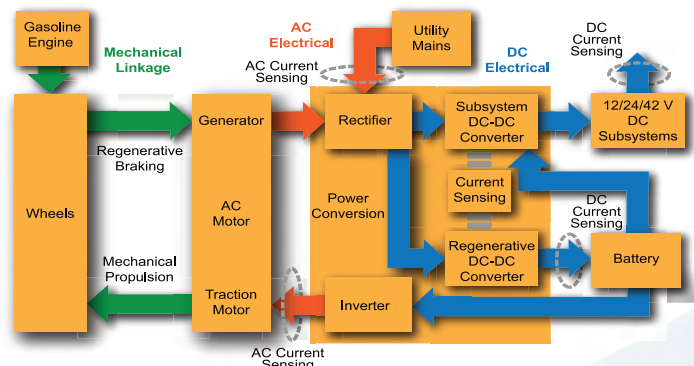 Gasoline
Engine
Mechanical
Linkage
AC
Electrical
AC Current
Sensing
Utility
Mains
DC
Electrical
DC
Current
Sensing
Wheels
Regenerative
Braking
Mechanical
Propulsion
Generator
AC
Motor
Traction
Motor
AC Current
Sensing
Rectifier
Power
Conversion
Inverter
Subsystem
DC-DC
Converter
Current
Sensing
Regenerative
DC-DC
Converter
12/24/42 V
DC
Subsystems
DC
Current
Sensing
Battery